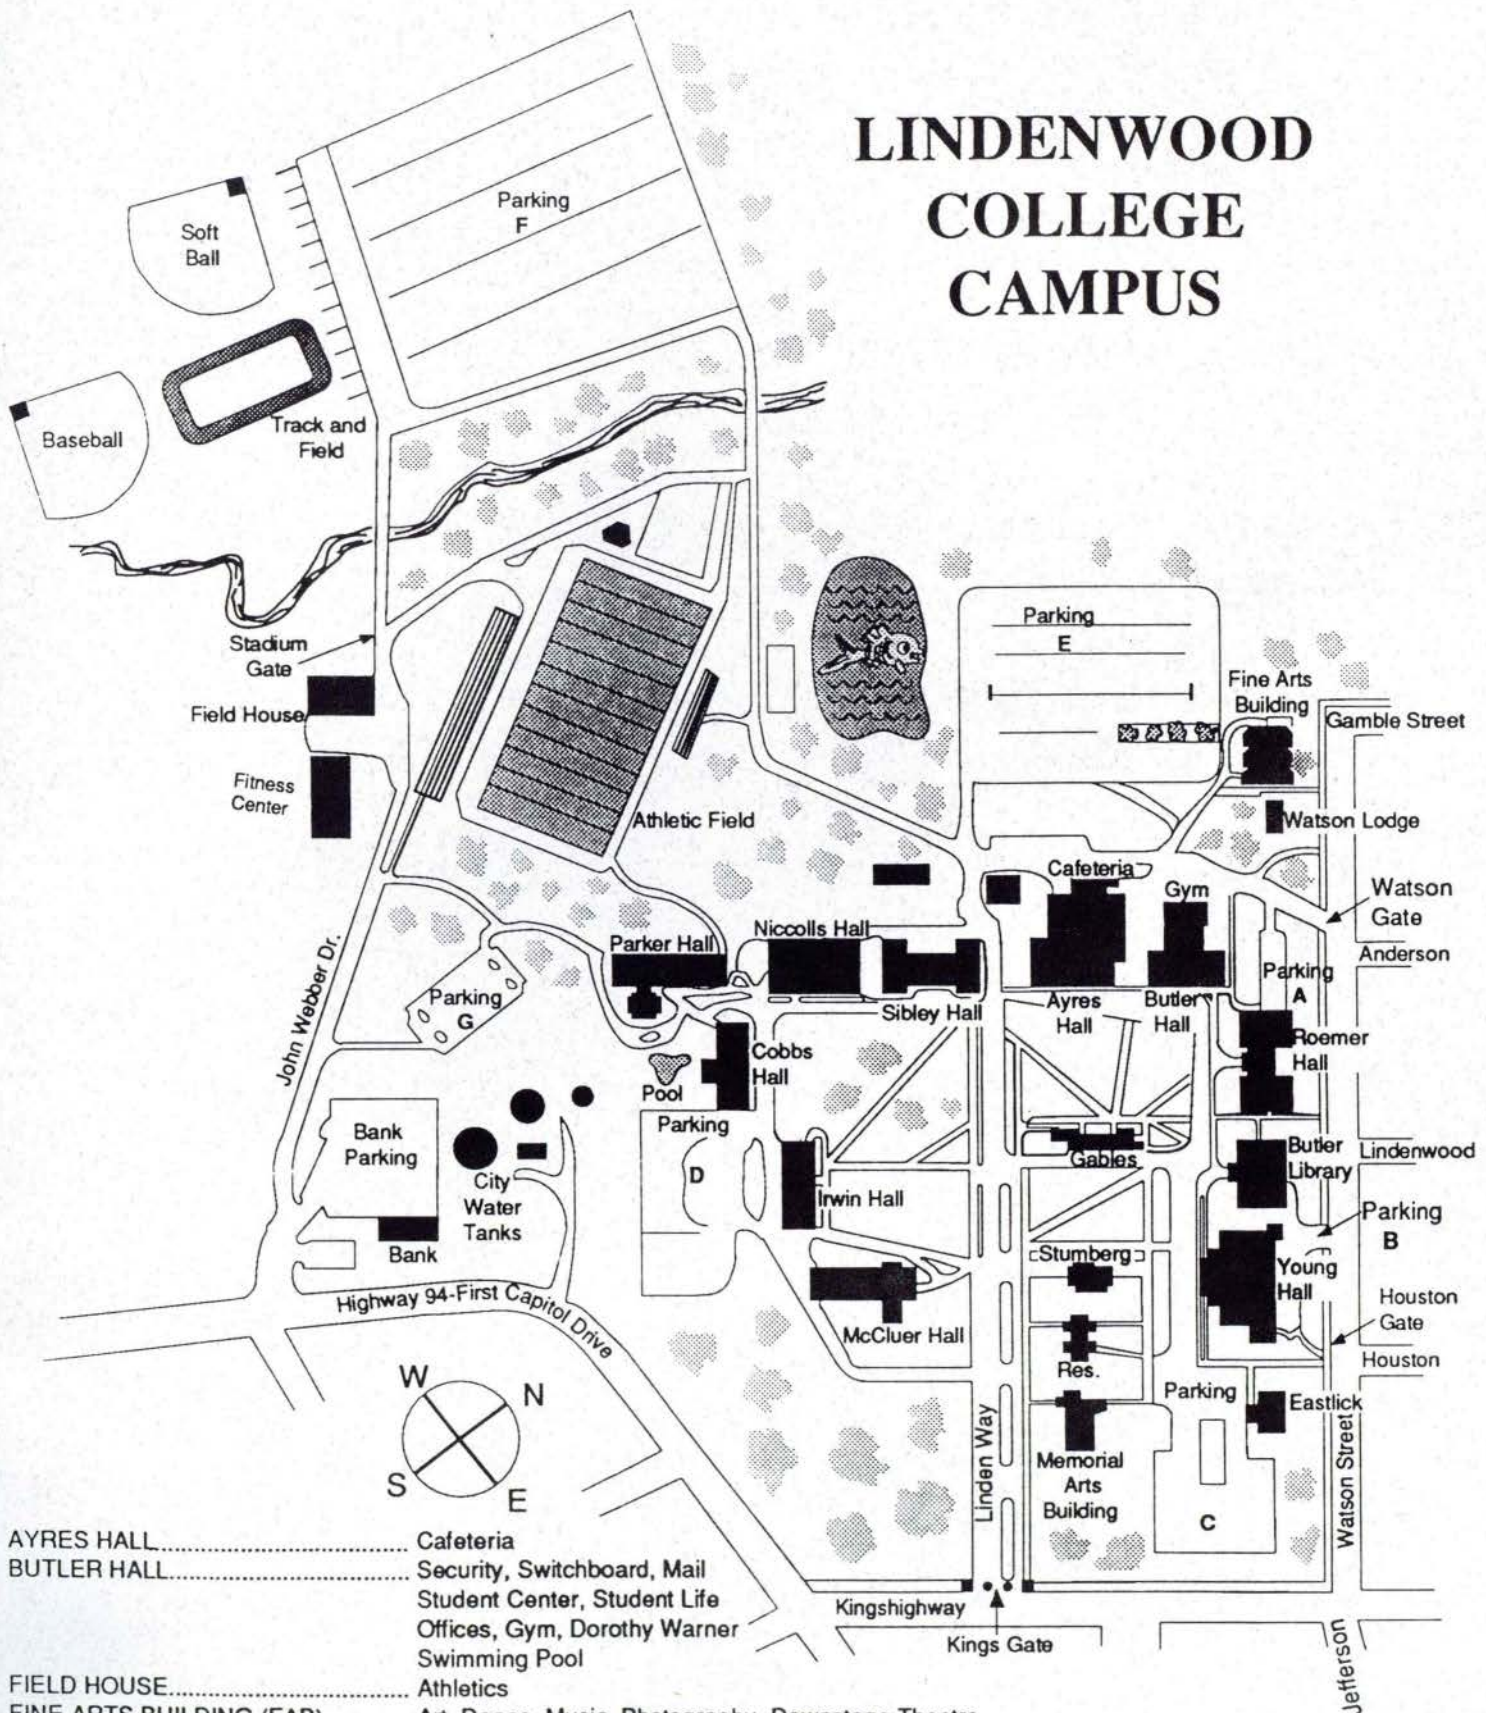 LINDENWOOD
COLLEGE
CAMPUS
Parking
F
Soft
Ball
Track and
Field
Baseball
Stadium
Gate
Field House
Fitness
Center
Athletic Field
Parking
E
Fine Arts
Building
Gamble Street
Watson Lodge
Watson
Gate
Anderson
Cafeteria
Gym
Niccolls Hall
Parker Hall
Parking
A
Sibley Hall
Ayres
Hall
Butler
Hall
Roemer
Hall
Parking
G
John Webber Dr.
Cobbs
Hall
Pool
Parking
D
Bank
Parking
City
Water
Tanks
Bank
Irwin Hall
Gables
Butler
Library
Lindenwood
Parking
B
Stumberg
Young
Hall
Houston
Gate
Houston
McCluer Hall
Res.
Highway 94-First Capitol Drive
Parking
Eastlick
Memorial
Arts
Building
C
Linden Way
Watson Street
W
N
S
E
Kingshighway
Kings Gate
Jefferson
AYRES HALL.................................. Cafeteria
BUTLER HALL................................ Security, Switchboard, Mail
Student Center, Student Life
Offices, Gym, Dorothy Warner
Swimming Pool
FIELD HOUSE................................ Athletics